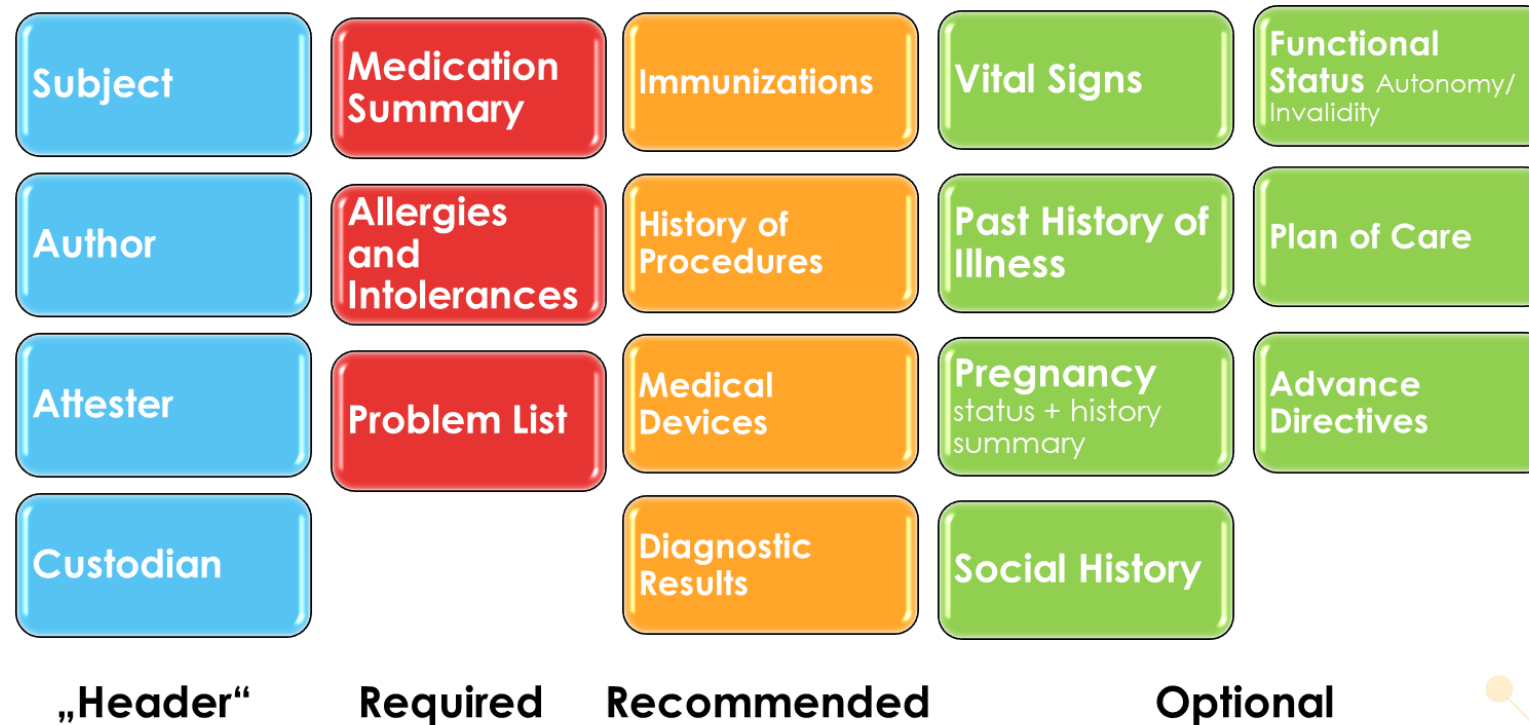 Subject
Author
Attester
Custodian
„Header“
Medication
Summary
Allergies
and
Intolerances
Problem List
Required
Immunizations
History of
Procedures
Medical
Devices
Diagnostic
Results
Recommended
Vital Signs
Past History of
Illness
Pregnancy
status + history
summary
Social History
Functional
Status Autonomy/
Invalidity
Plan of Care
Advance
Directives
Optional